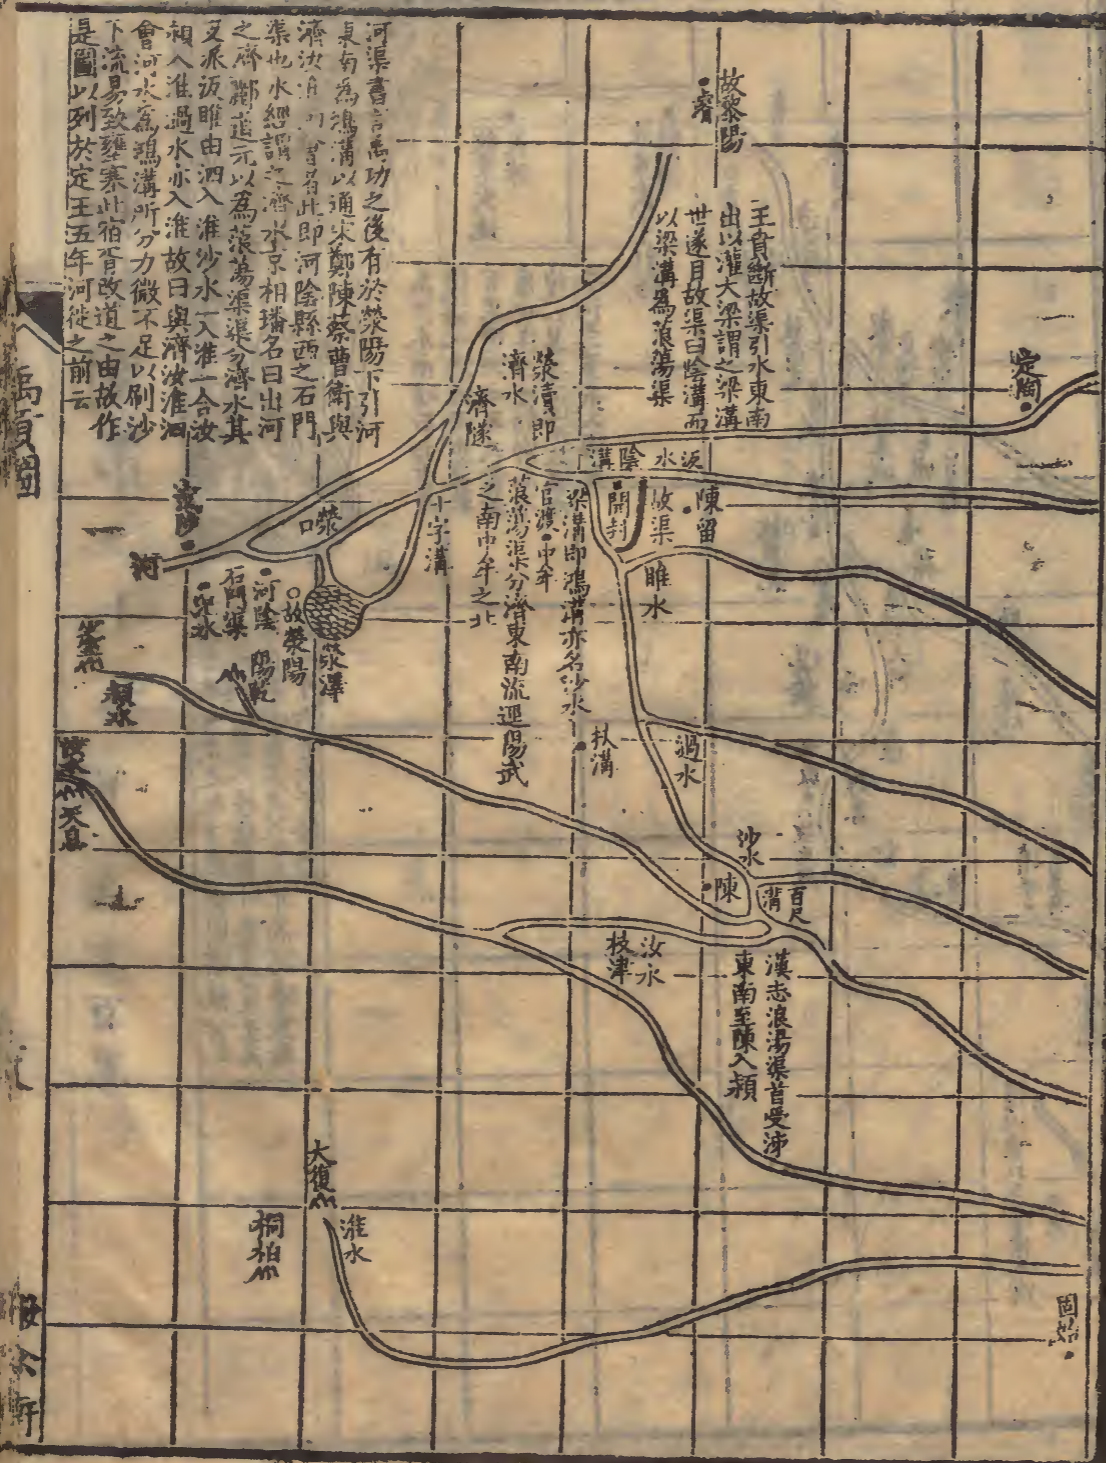 河渠書言禹功之後有於滎陽下引河
東南為鴻溝以通宋鄭陳蔡曹衛與
濟汝淮泗會者此即河陰縣西之石門
渠也水經謂之濟水京相璠名曰出河
之濟酈道元以為蒗蕩渠渠分濟水其
支派汳睢由泗入淮沙水一入淮一合汝
潁入淮過水亦入淮故曰與濟汝淮泗
會河水為鴻溝所分力微不足以刷沙
下流易致壅塞此宿胥改道之由故作
是圖以列於定王五年河徙之前云
故黎陽
王賁斷故渠引水東南
出以灌大梁謂之梁溝
世遂目故渠曰陰溝而
以梁溝為蒗蕩渠
定陶
滎瀆即
濟水
濟隧
汳水
陰溝
陳留
故渠
開封
睢水
梁溝即鴻溝亦名沙水
官渡
中牟
蒗蕩渠分濟東南流逕陽武
之南中牟之北
十字溝
滎口
河
河陰
石門渠
故滎陽
滎澤
陽乾
潁水
天息
扶溝
過水
沙水
陳
百尺
溝
汝水
枝津
漢志浪湯渠首受泲
東南至陳入潁
大復
淮水
桐柏
固始
禹貢圖